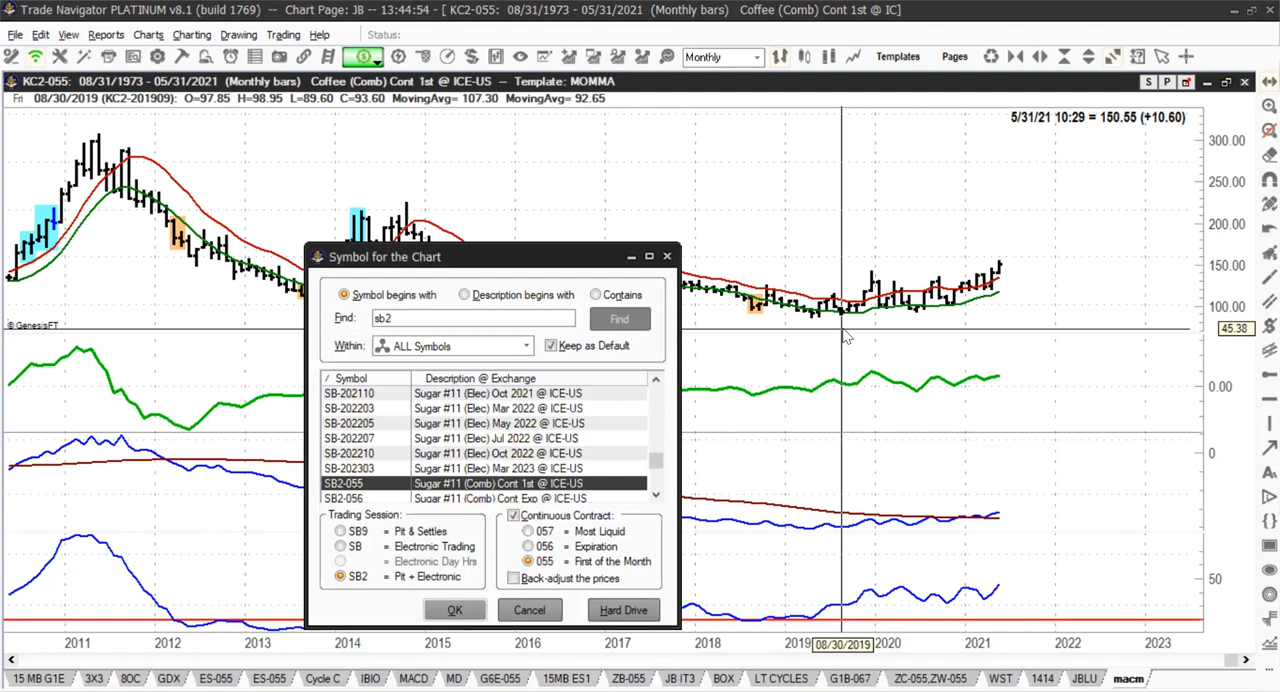 Trade Navigator PLATINUM v8.1 (build 1769) - Chart Page: JB -- 13:44:54 - [ KC2-055: 08/31/1973 - 05/31/2021 (Monthly bars) Coffee (Comb) Cont 1st @ IC]
File Edit View Reports Charts Charting Drawing Trading Help Status:
Monthly Templates Pages
KC2-055: 08/31/1973 - 05/31/2021 (Monthly bars) Coffee (Comb) Cont 1st @ ICE-US – Template: MOMMA S P
Fri 08/30/2019 (KC2-201909): O=97.85 H=98.95 L=89.60 C=93.60 MovingAvg= 107.30 MovingAvg= 92.65
5/31/21 10:29 = 150.55 (+10.60)
300.00
250.00
200.00
150.00
100.00
45.38
0.00
0
50
© GenesisFT
Symbol for the Chart
Symbol begins with Description begins with Contains
Find: sb2 Find
Within: ALL Symbols Keep as Default
/ Symbol Description @ Exchange
SB-202110 Sugar #11 (Elec) Oct 2021 @ ICE-US
SB-202203 Sugar #11 (Elec) Mar 2022 @ ICE-US
SB-202205 Sugar #11 (Elec) May 2022 @ ICE-US
SB-202207 Sugar #11 (Elec) Jul 2022 @ ICE-US
SB-202210 Sugar #11 (Elec) Oct 2022 @ ICE-US
SB-202303 Sugar #11 (Elec) Mar 2023 @ ICE-US
SB2-055 Sugar #11 (Comb) Cont 1st @ ICE-US
SB2-056 Sugar #11 (Comb) Cont Exp @ ICE-US
Trading Session:
SB9 = Pit & Settles
SB = Electronic Trading
= Electronic Day Hrs
SB2 = Pit + Electronic
Continuous Contract:
057 = Most Liquid
056 = Expiration
055 = First of the Month
Back-adjust the prices
OK Cancel Hard Drive
2011 2012 2013 2014 2015 2016 2017 2018 2019 08/30/2019 2020 2021 2022 2023
15 MB G1E 3X3 8OC GDX ES-055 ES-055 Cycle C IBIO MACD MD G6E-055 15MB ES1 ZB-055 JB IT3 BOX LT CYCLES G1B-067 ZC-055,ZW-055 WST 1414 JBLU macm